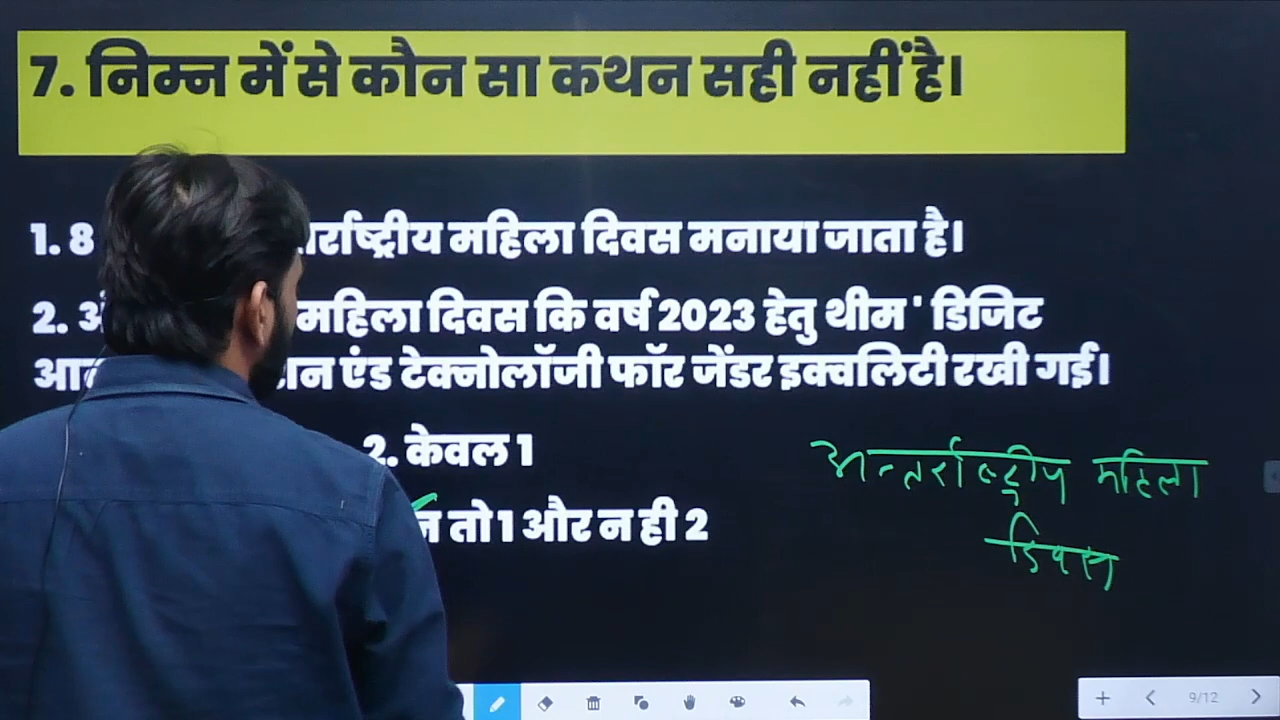 7. निम्न में से कौन सा कथन सही नहीं है।
1. 8 महिला दिवस मनाया जाता है।
2. महिला दिवस कि वर्ष 2023 हेतु थीम ' डिजिट
एंड टेक्नोलॉजी फॉर जेंडर इक्वलिटी रखी गई।
2. केवल 1
तो 1 और न ही 2
अन्तर्राष्ट्रीय महिला
दिवस
9/12